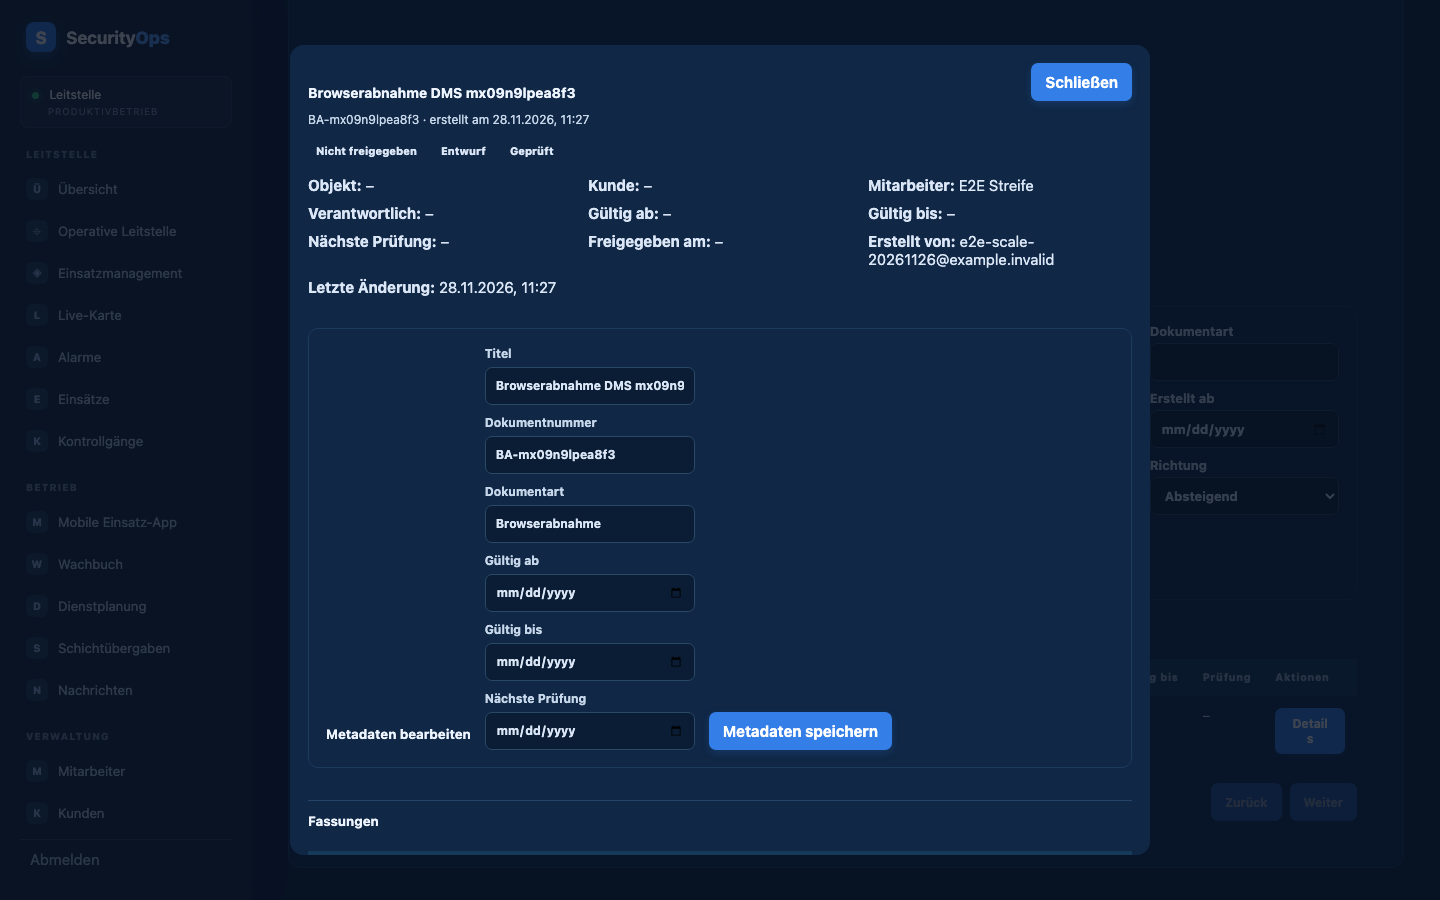 S SecurityOps
Leitstelle
PRODUKTIVBETRIEB
LEITSTELLE
Ü Übersicht
Operative Leitstelle
Einsatzmanagement
L Live-Karte
A Alarme
E Einsätze
K Kontrollgänge
BETRIEB
M Mobile Einsatz-App
W Wachbuch
D Dienstplanung
S Schichtübergaben
N Nachrichten
VERWALTUNG
M Mitarbeiter
K Kunden
Abmelden
Schließen
Browserabnahme DMS mx09n9lpea8f3
BA-mx09n9lpea8f3 · erstellt am 28.11.2026, 11:27
Nicht freigegeben Entwurf Geprüft
Objekt: – Kunde: – Mitarbeiter: E2E Streife
Verantwortlich: – Gültig ab: – Gültig bis: –
Nächste Prüfung: – Freigegeben am: – Erstellt von: e2e-scale-
20261126@example.invalid
Letzte Änderung: 28.11.2026, 11:27
Titel
Browserabnahme DMS mx09n9
Dokumentnummer
BA-mx09n9lpea8f3
Dokumentart
Browserabnahme
Gültig ab
mm/dd/yyyy
Gültig bis
mm/dd/yyyy
Nächste Prüfung
Metadaten bearbeiten mm/dd/yyyy Metadaten speichern
Fassungen
Dokumentart
Erstellt ab
mm/dd/yyyy
Richtung
Absteigend
g bis Prüfung Aktionen
– Detail
s
Zurück Weiter